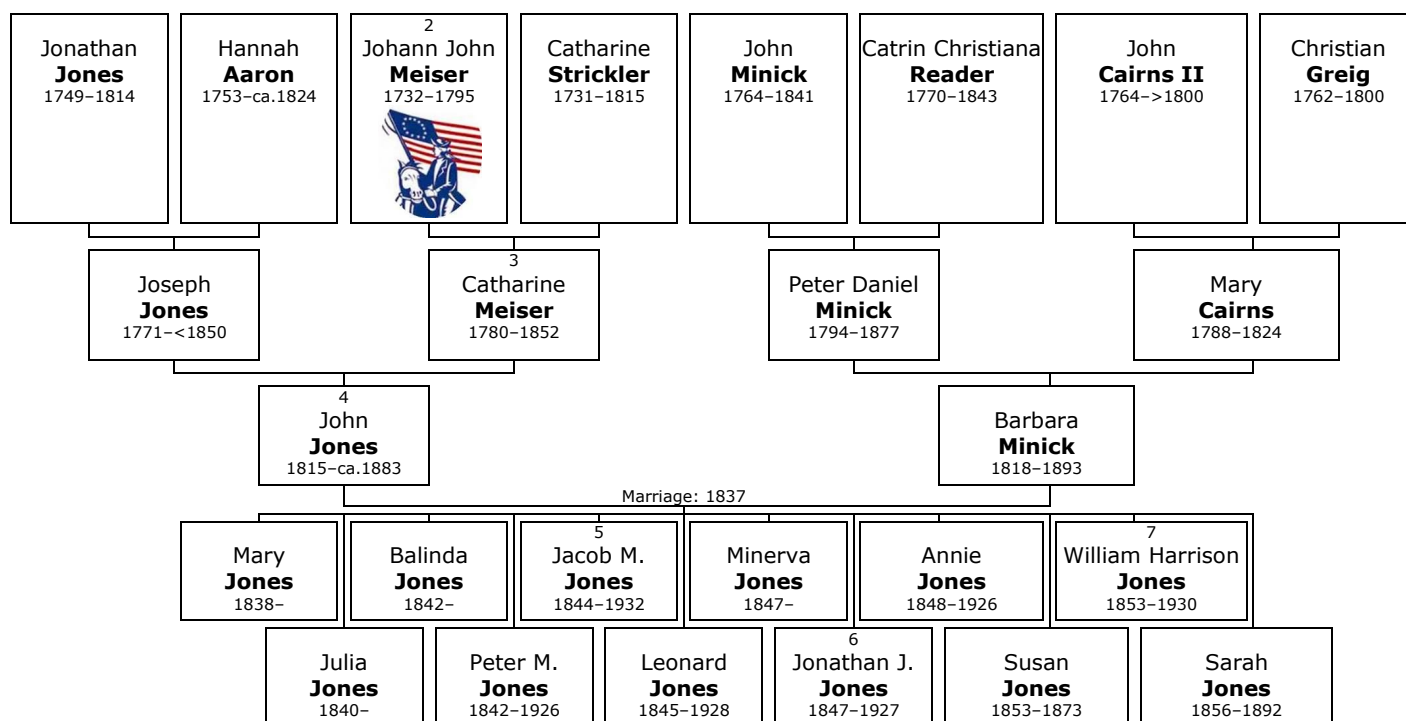 Jonathan
Jones
1749–1814
Hannah
Aaron
1753–ca.1824
2
Johann John
Meiser
1732–1795
Catharine
Strickler
1731–1815
John
Minick
1764–1841
Catrin Christiana
Reader
1770–1843
John
Cairns II
1764–>1800
Christian
Greig
1762–1800
Joseph
Jones
1771–<1850
3
Catharine
Meiser
1780–1852
Peter Daniel
Minick
1794–1877
Mary
Cairns
1788–1824
4
John
Jones
1815–ca.1883
Barbara
Minick
1818–1893
Marriage: 1837
Mary
Jones
1838–
Balinda
Jones
1842–
5
Jacob M.
Jones
1844–1932
Minerva
Jones
1847–
Annie
Jones
1848–1926
7
William Harrison
Jones
1853–1930
Julia
Jones
1840–
Peter M.
Jones
1842–1926
Leonard
Jones
1845–1928
6
Jonathan J.
Jones
1847–1927
Susan
Jones
1853–1873
Sarah
Jones
1856–1892